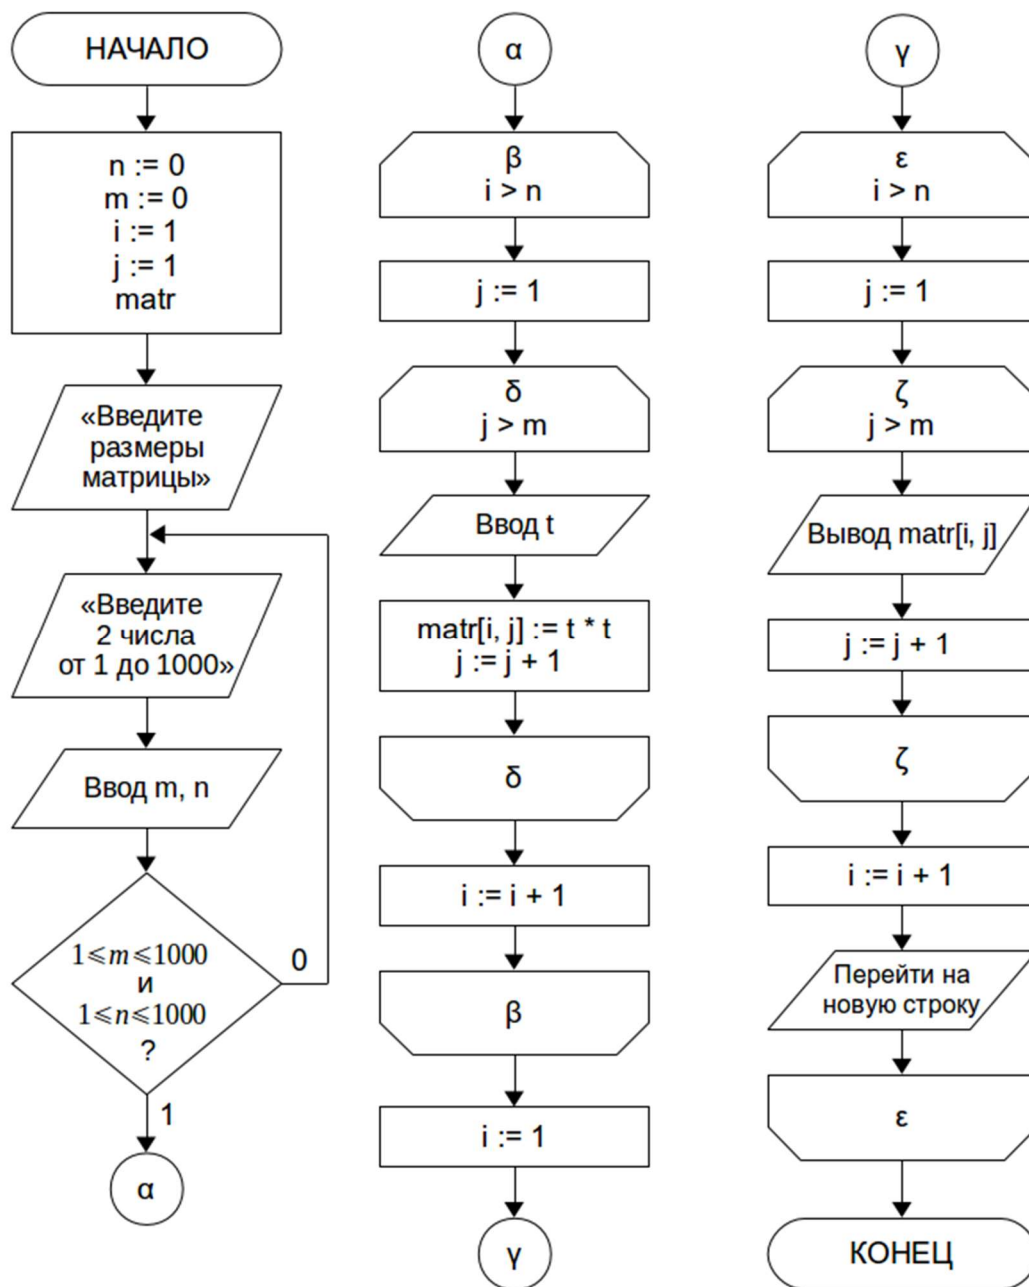 НАЧАЛО
n := 0
m := 0
i := 1
j := 1
matr
«Введите
размеры
матрицы»
«Введите
2 числа
от 1 до 1000»
Ввод m, n
1⩽m⩽1000
и
1⩽n⩽1000
?
0
1
α
α
β
i > n
j := 1
δ
j > m
Ввод t
matr[i, j] := t * t
j := j + 1
δ
i := i + 1
β
i := 1
γ
γ
ε
i > n
j := 1
ζ
j > m
Вывод matr[i, j]
j := j + 1
ζ
i := i + 1
Перейти на
новую строку
ε
КОНЕЦ